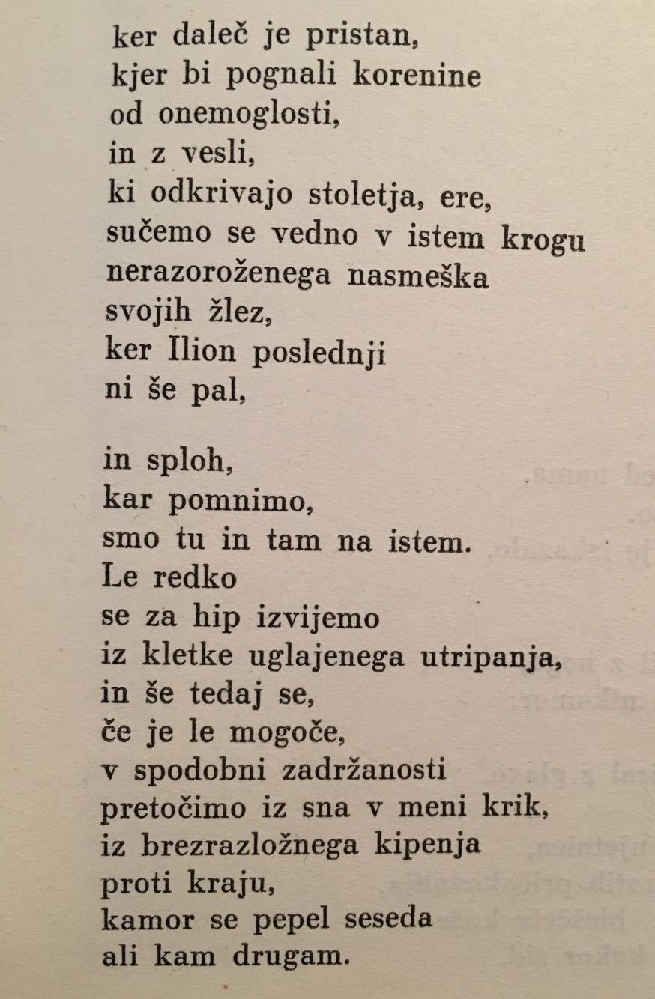 ker daleč je pristan,
kjer bi pognali korenine
od onemoglosti,
in z vesli,
ki odkrivajo stoletja, ere,
sučemo se vedno v istem krogu
nerazoroženega nasmeška
svojih žlez,
ker Ilion poslednji
ni še pal,
in sploh,
kar pomnimo,
smo tu in tam na istem.
Le redko
se za hip izvijemo
iz kletke uglajenega utripanja,
in še tedaj se,
če je le mogoče,
v spodobni zadržanosti
pretočimo iz sna v meni krik,
iz brezrazložnega kipenja
proti kraju,
kamor se pepel seseda
ali kam drugam.